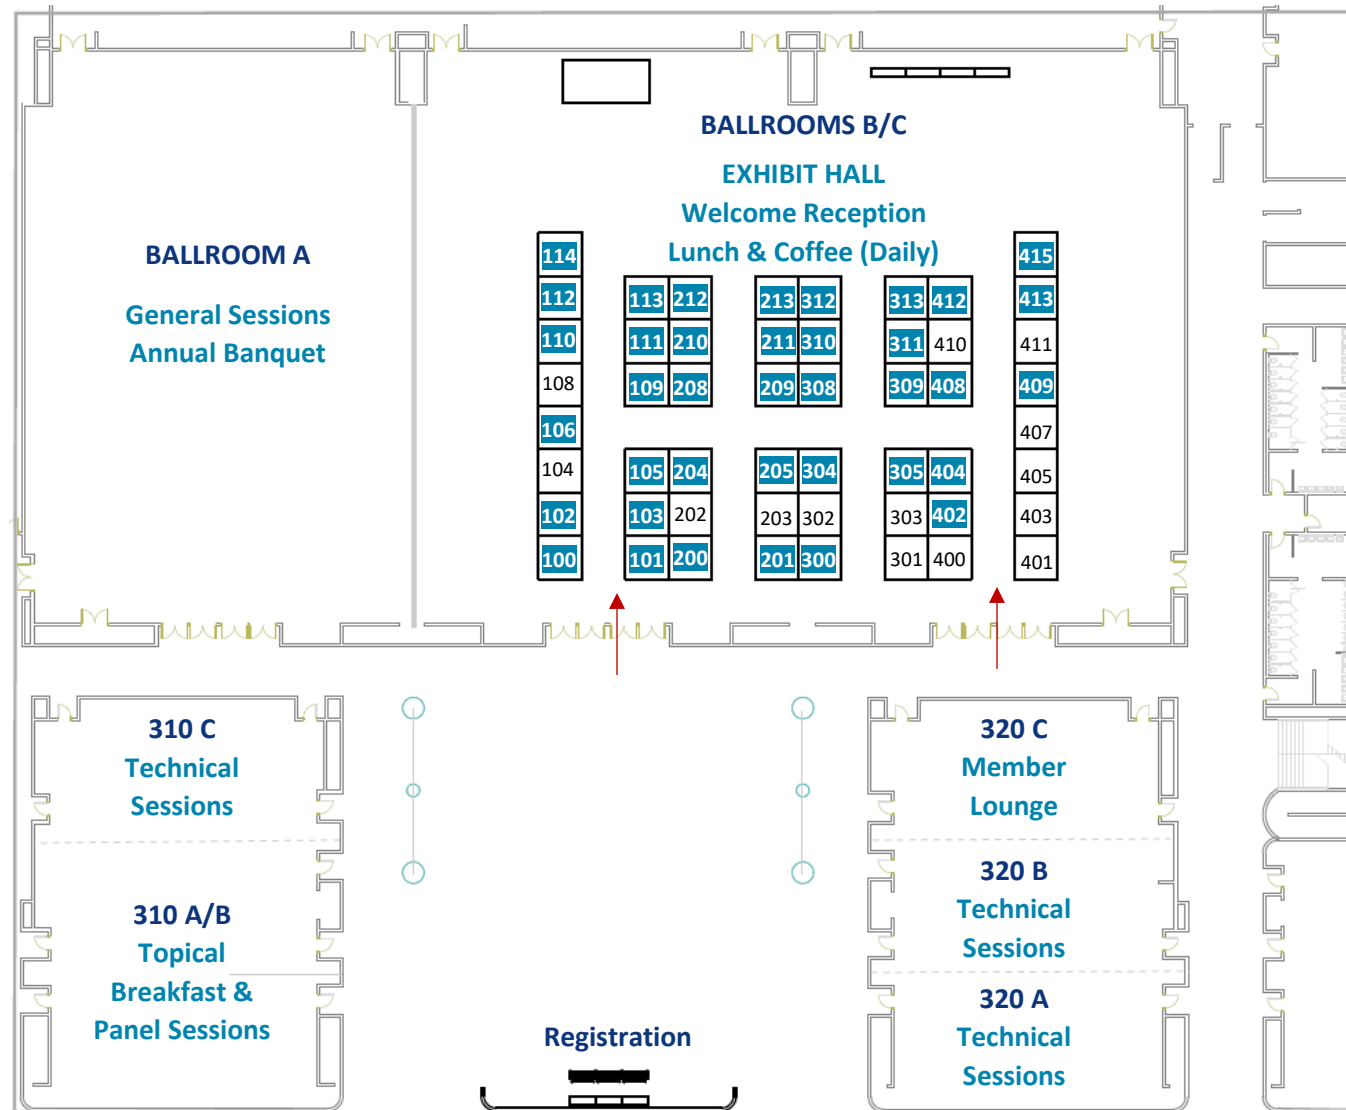 BALLROOMS B/C
EXHIBIT HALL
Welcome Reception
Lunch & Coffee (Daily)
BALLROOM A
General Sessions
Annual Banquet
114
415
112
113 212
213 312
313 412
413
110
111 210
211 310
311 410
411
108
109 208
209 308
309 408
409
106
407
104
105 204
205 304
305 404
405
102
103 202
203 302
303 402
403
100
101 200
201 300
301 400
401
310 C
Technical
Sessions
310 A/B
Topical
Breakfast &
Panel Sessions
320 C
Member
Lounge
320 B
Technical
Sessions
320 A
Technical
Sessions
Registration